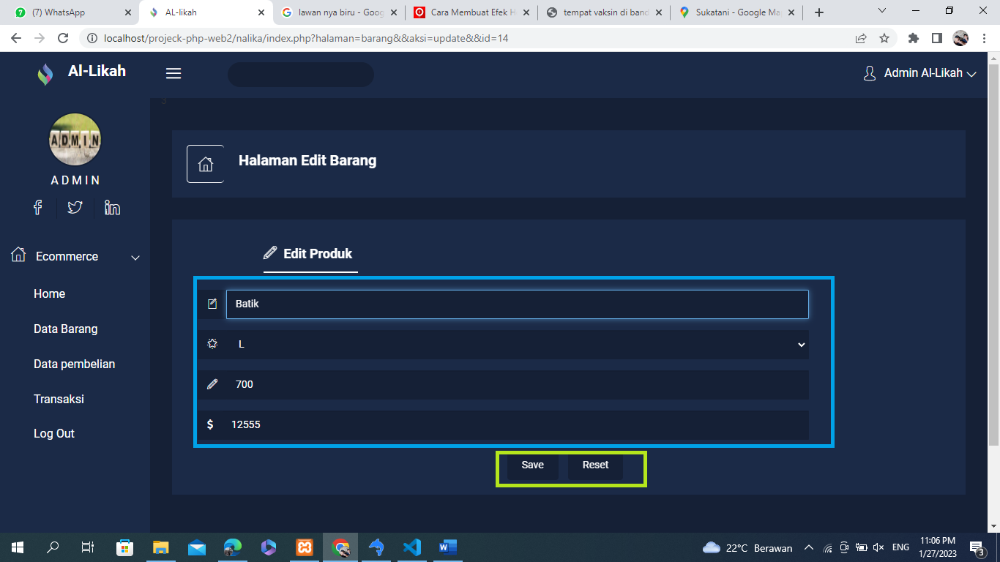 (7) WhatsApp
AL-likah
lawan nya biru - Goog
Cara Membuat Efek H
tempat vaksin di band
Sukatani - Google Ma
localhost/projeck-php-web2/nalika/index.php?halaman=barang&&aksi=update&&id=14
Al-Likah
Admin Al-Likah
3
ADMIN
Halaman Edit Barang
ADMIN
Edit Produk
Ecommerce
Home
Data Barang
Data pembelian
Transaksi
Log Out
Batik
L
700
$ 12555
Save
Reset
22°C Berawan
ENG
11:06 PM
1/27/2023
3